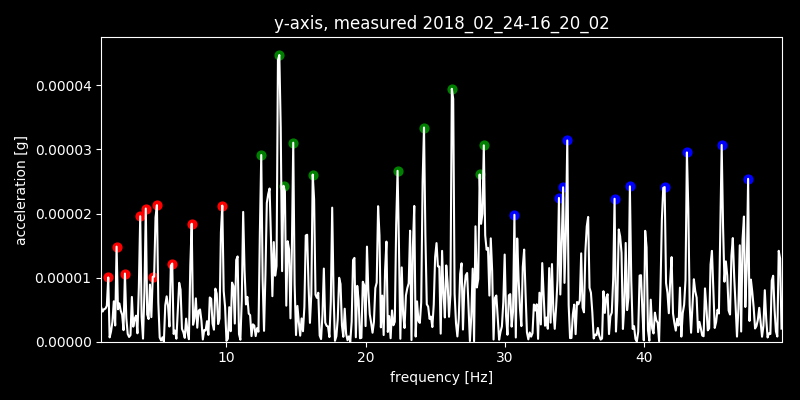 y-axis, measured 2018_02_24-16_20_02
acceleration [g]
0.00004
0.00003
0.00002
0.00001
0.00000
10 20 30 40
frequency [Hz]